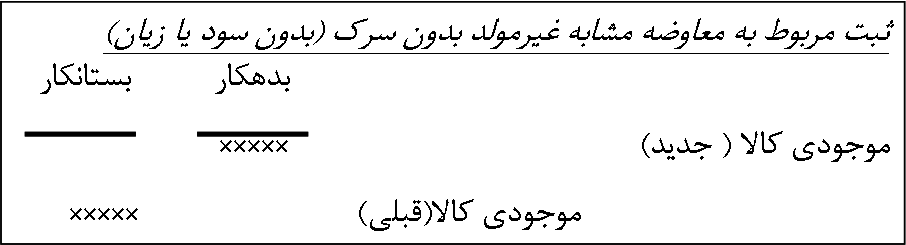 ثبت مربوط به معاوضه مشابه غیرمولد بدون سرک (بدون سود یا زیان)
بدهکار بستانکار
موجودی کالا ( جدید) ×××××
موجودی کالا(قبلی) ×××××